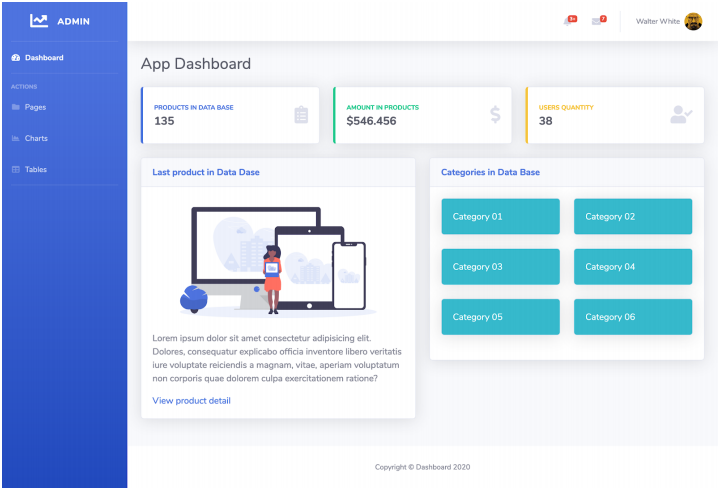 ADMIN
Dashboard
ACTIONS
Pages
Charts
Tables
3+
7
Walter White
App Dashboard
PRODUCTS IN DATA BASE
135
AMOUNT IN PRODUCTS
$546.456
USERS QUANTITY
38
Last product in Data Dase
Lorem ipsum dolor sit amet consectetur adipisicing elit.
Dolores, consequatur explicabo officia inventore libero veritatis
iure voluptate reiciendis a magnam, vitae, aperiam voluptatum
non corporis quae dolorem culpa exercitationem ratione?
View product detail
Categories in Data Base
Category 01
Category 02
Category 03
Category 04
Category 05
Category 06
Copyright © Dashboard 2020